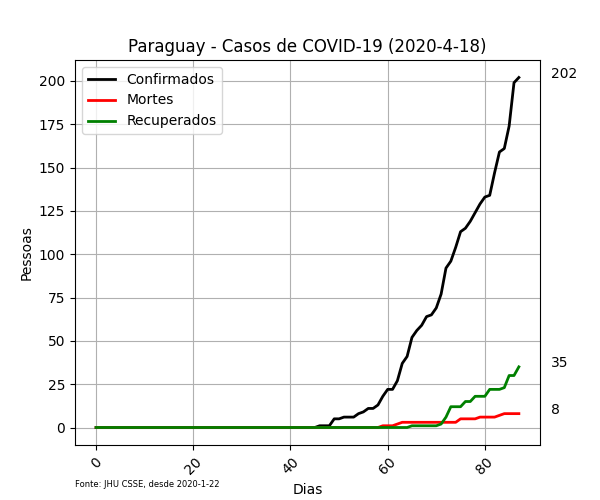 Paraguay - Casos de COVID-19 (2020-4-18)
Confirmados
Mortes
Recuperados
200
175
150
125
100
75
50
25
0
Pessoas
202
35
8
0
20
40
60
80
Dias
Fonte: JHU CSSE, desde 2020-1-22